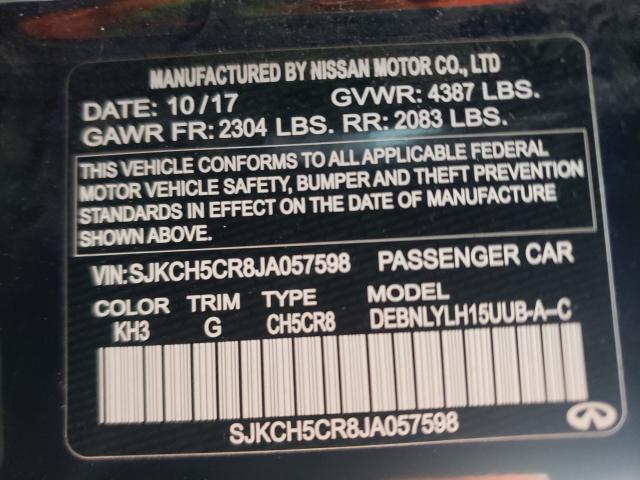 MANUFACTURED BY NISSAN MOTOR CO., LTD
DATE: 10/17 GVWR: 4387 LBS.
GAWR FR: 2304 LBS. RR: 2083 LBS.
THIS VEHICLE CONFORMS TO ALL APPLICABLE FEDERAL
MOTOR VEHICLE SAFETY, BUMPER AND THEFT PREVENTION
STANDARDS IN EFFECT ON THE DATE OF MANUFACTURE
SHOWN ABOVE.
VIN: SJKCH5CR8JA057598 PASSENGER CAR
COLOR TRIM TYPE MODEL
KH3 G CH5CR8 DEBNLYLH15UUB-A-C
SJKCH5CR8JA057598